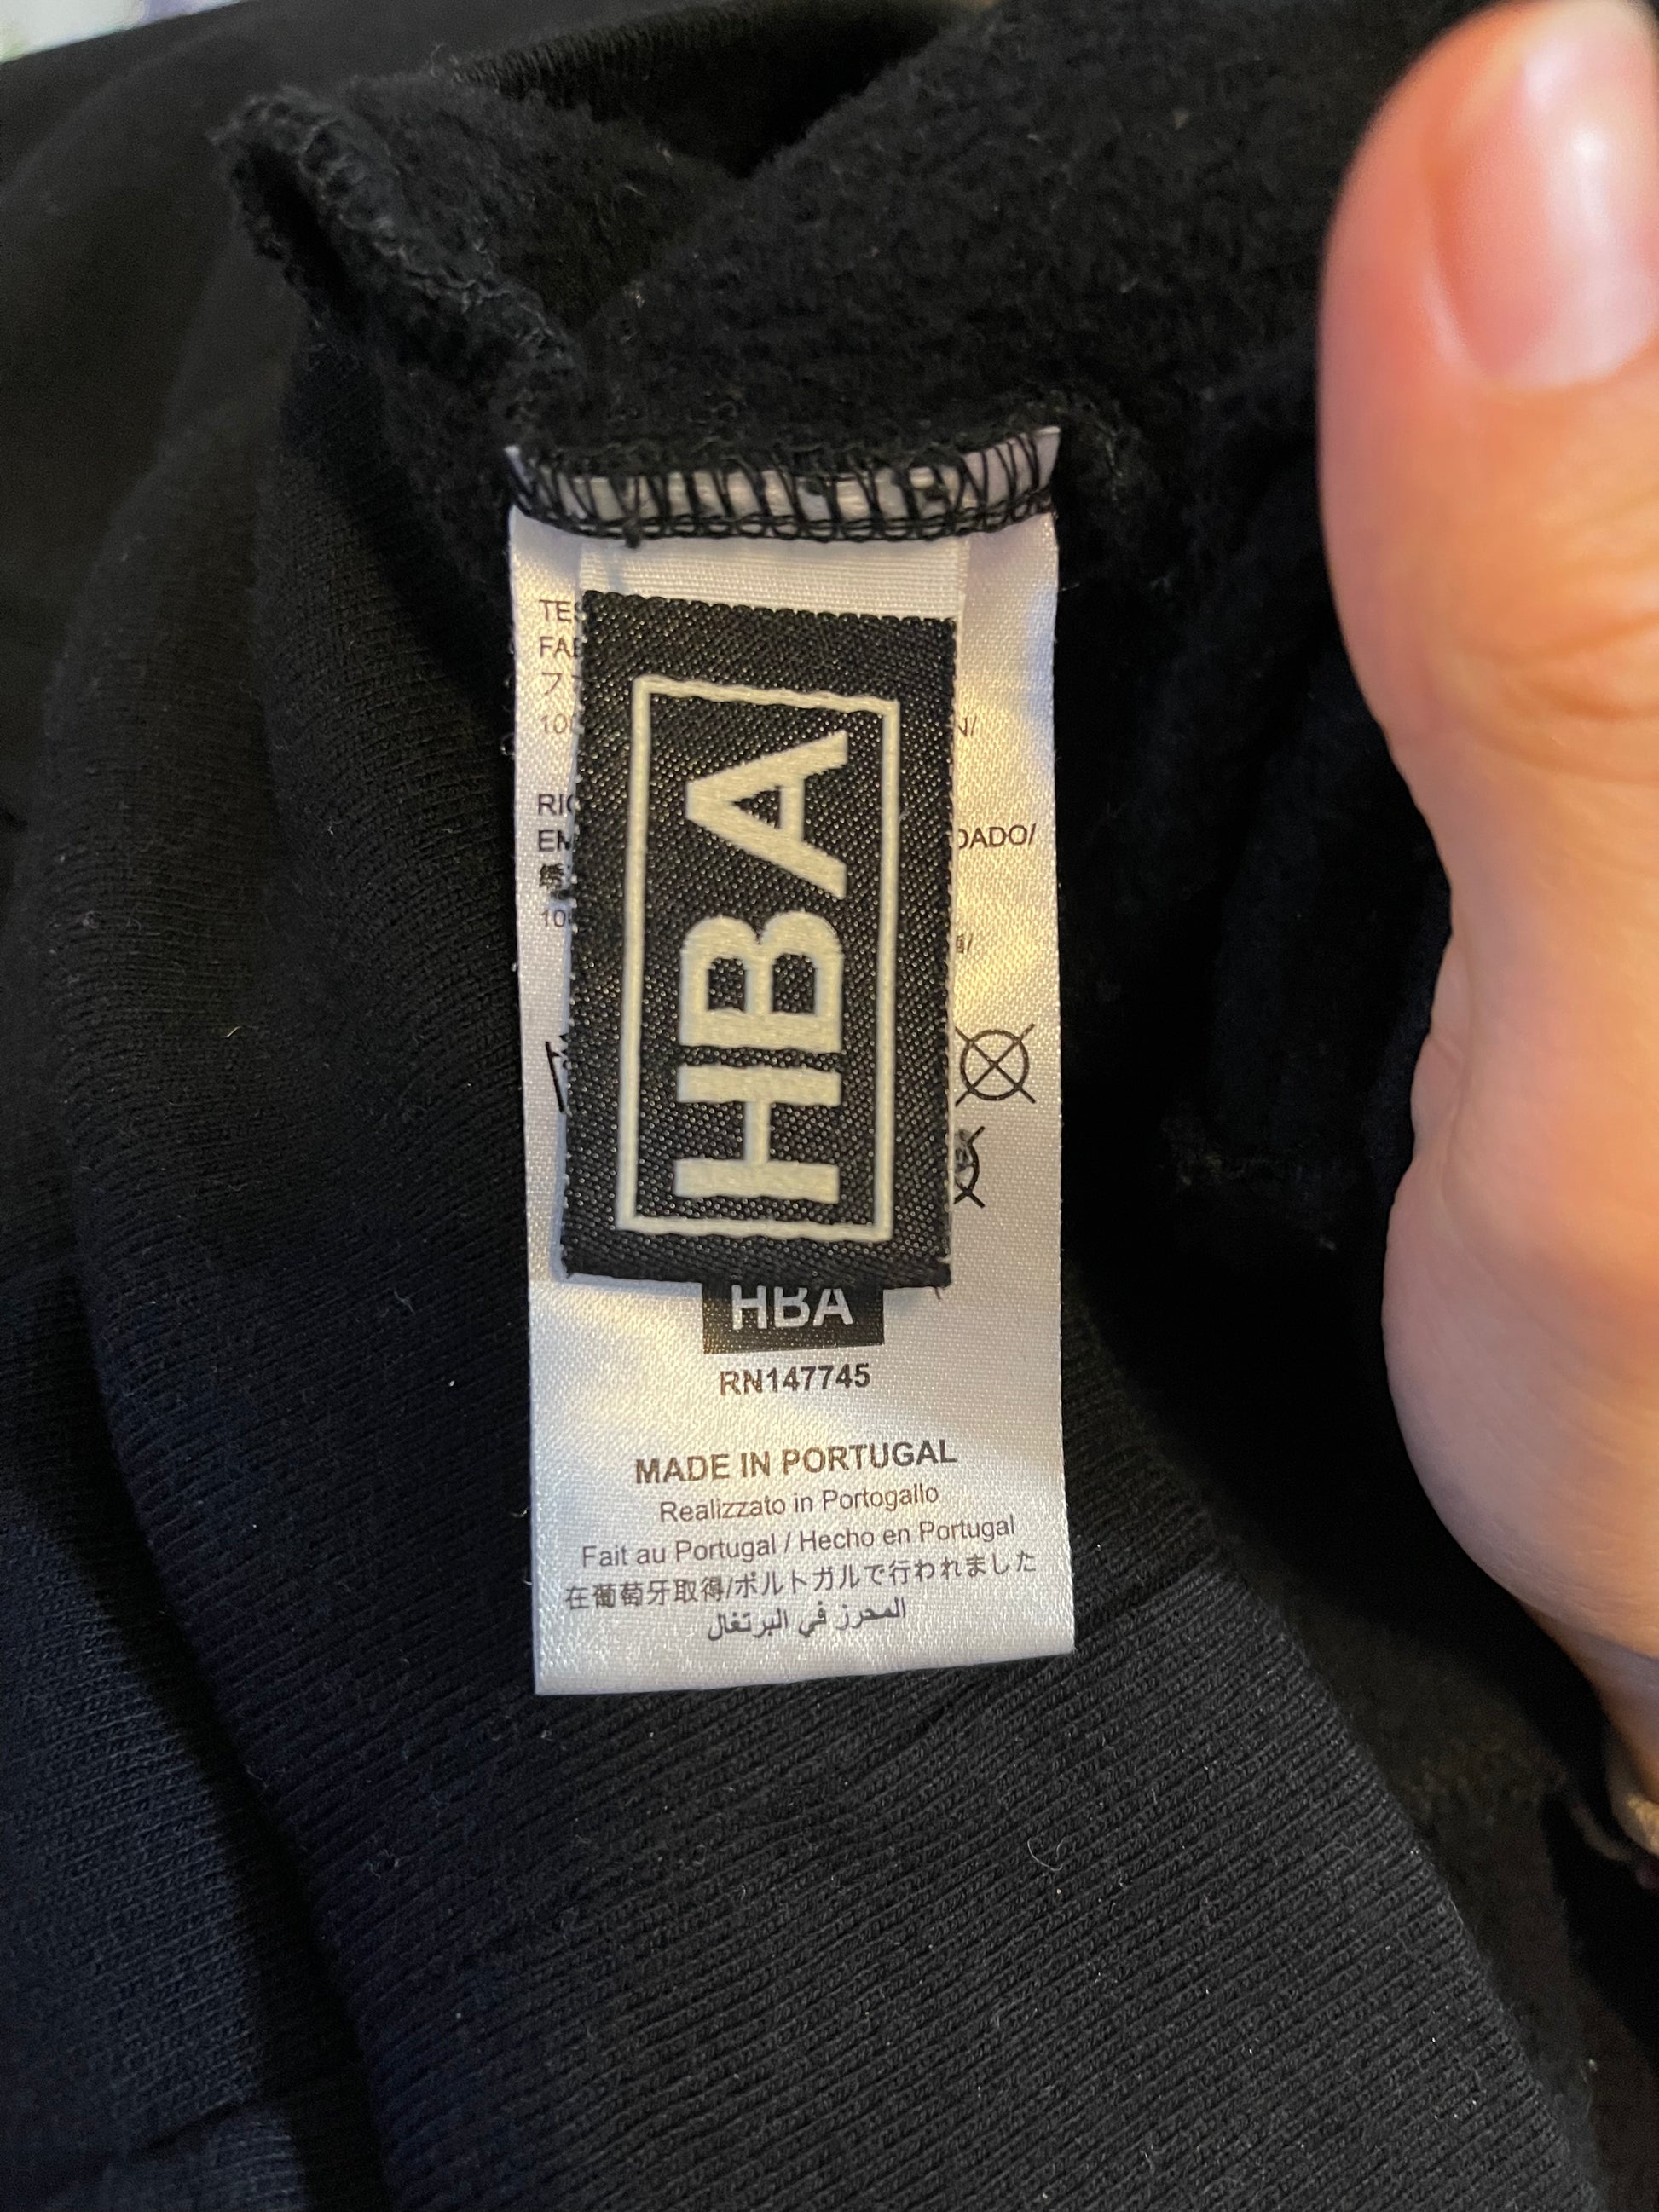 HBA
DADO/
HBA
RN147745
MADE IN PORTUGAL
Realizzato in Portogallo
Fait au Portugal / Hecho en Portugal
在葡萄牙取得/ポルトガルで行われました
المحرز في البرتغال